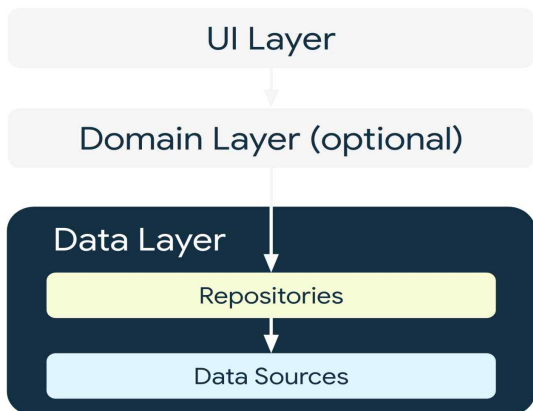 UI Layer
Domain Layer (optional)
Data Layer
Repositories
Data Sources